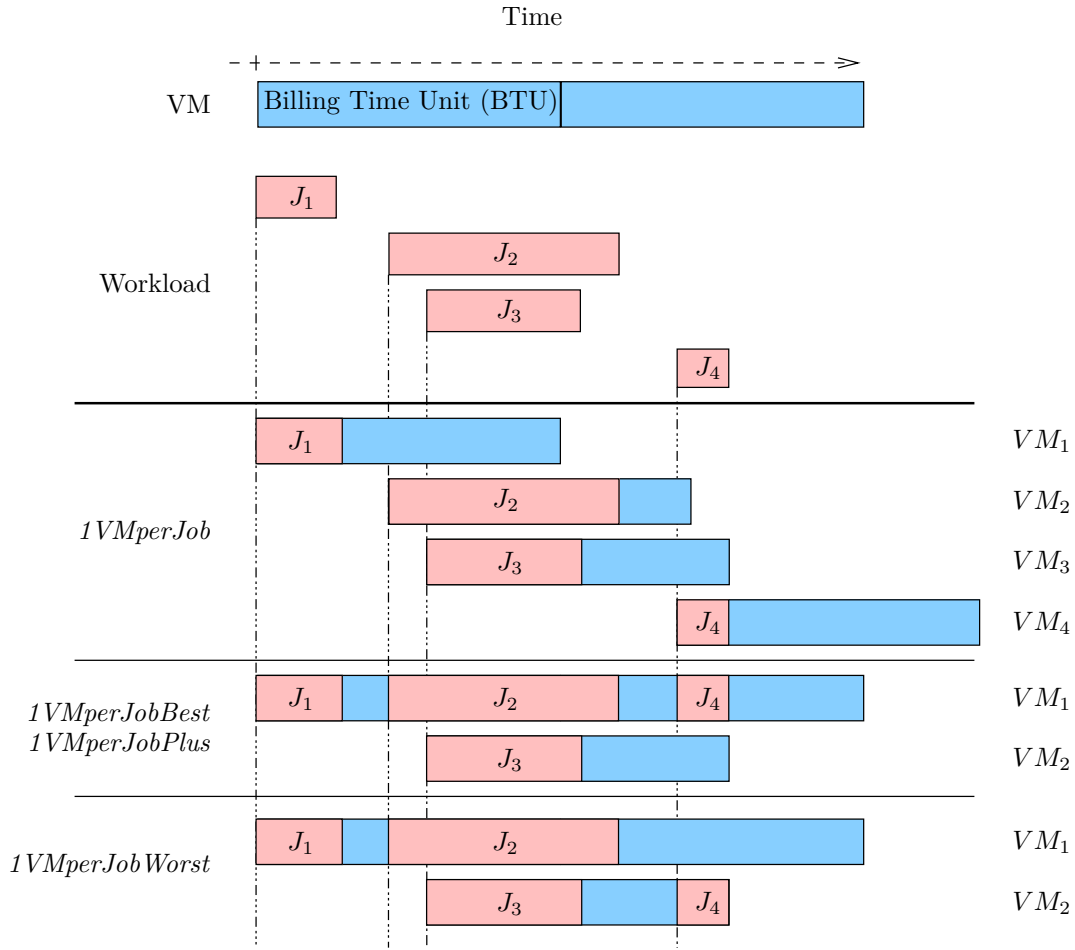 Time
VM
Billing Time Unit (BTU)
J₁
J₂
Workload
J₃
J₄
J₁
VM₁
J₂
VM₂
1VMperJob
J₃
VM₃
J₄
VM₄
J₁ J₂ J₄
VM₁
1VMperJobBest
1VMperJobPlus
J₃
VM₂
J₁ J₂
VM₁
1VMperJobWorst
J₃ J₄
VM₂